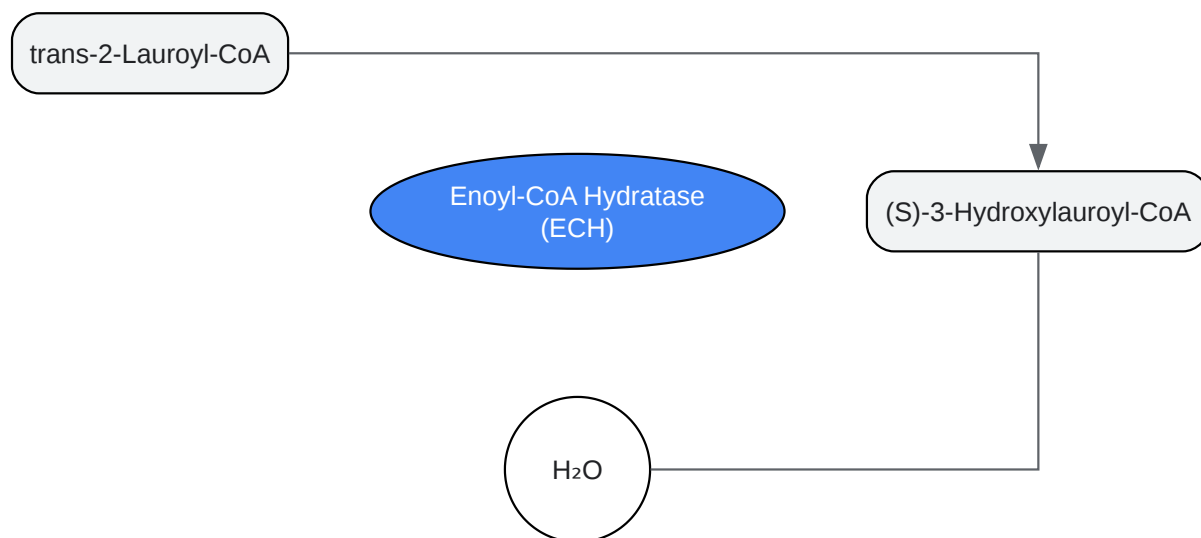 trans-2-Lauroyl-CoA
Enoyl-CoA Hydratase
(ECH)
(S)-3-Hydroxylauroyl-CoA
H₂O